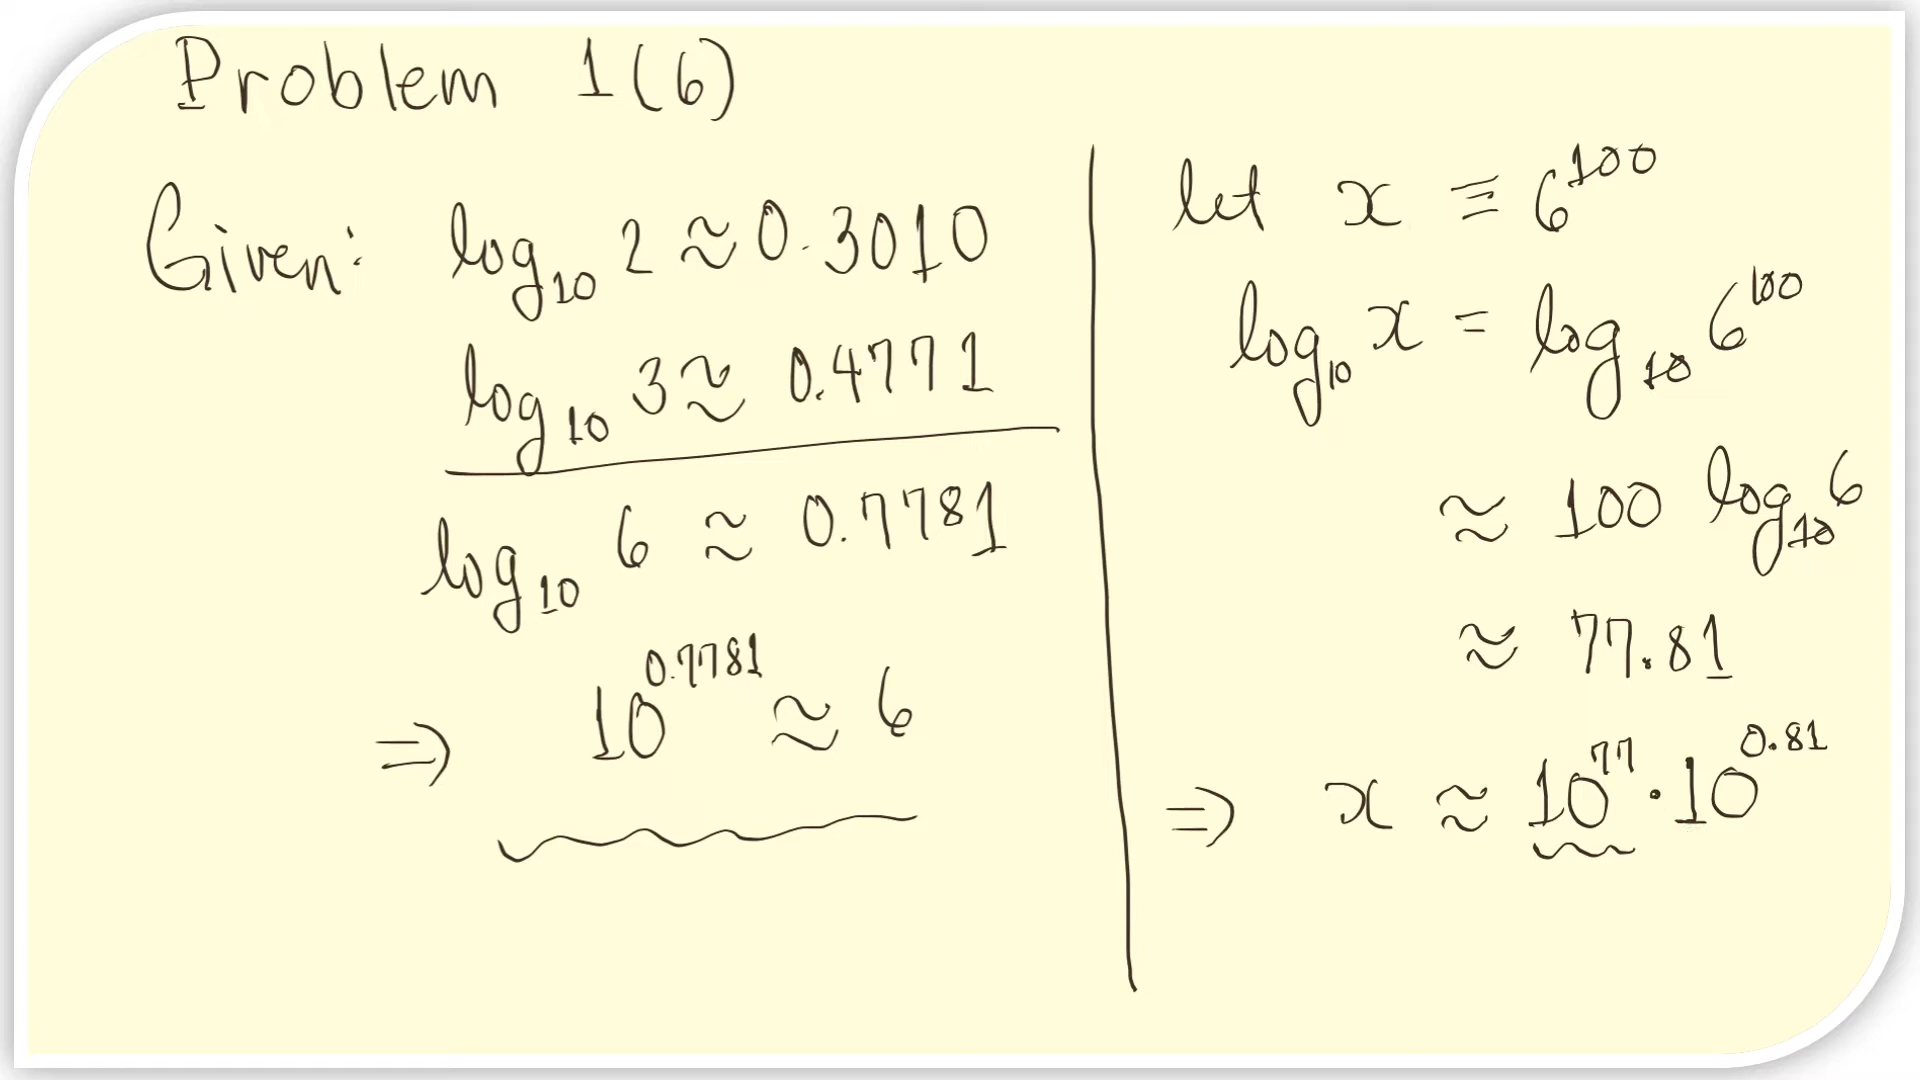 Problem 1(6)
Given: log₁₀ 2 ≈ 0.3010
log₁₀ 3 ≈ 0.4771
log₁₀ 6 ≈ 0.7781
⇒ 10^0.7781 ≈ 6
let x ≡ 6^100
log₁₀ x = log₁₀ 6^100
≈ 100 log₁₀ 6
≈ 77.81
⇒ x ≈ 10^77 · 10^0.81